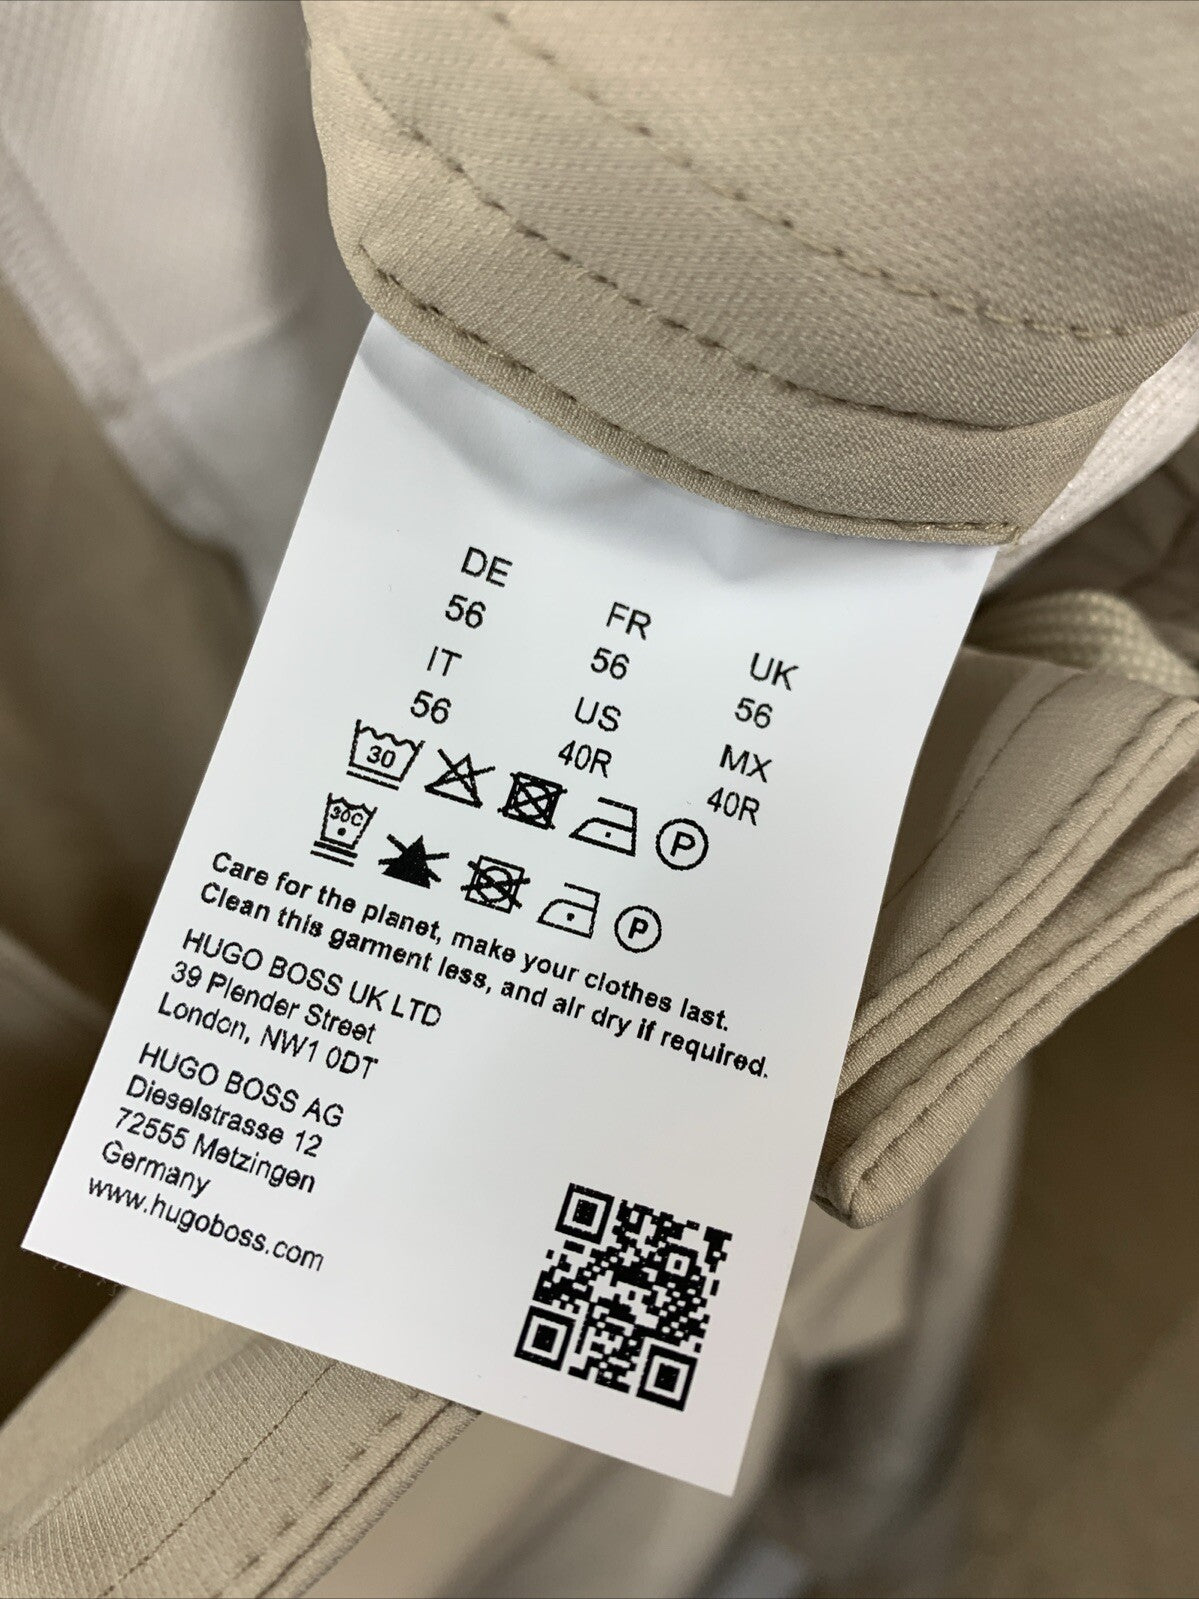 DE FR UK
56 56 56
IT US MX
56 40R 40R
30 P
30C P
Care for the planet, make your clothes last.
Clean this garment less, and air dry if required.
HUGO BOSS UK LTD
39 Plender Street
London, NW1 0DT
HUGO BOSS AG
Dieselstrasse 12
72555 Metzingen
Germany
www.hugoboss.com